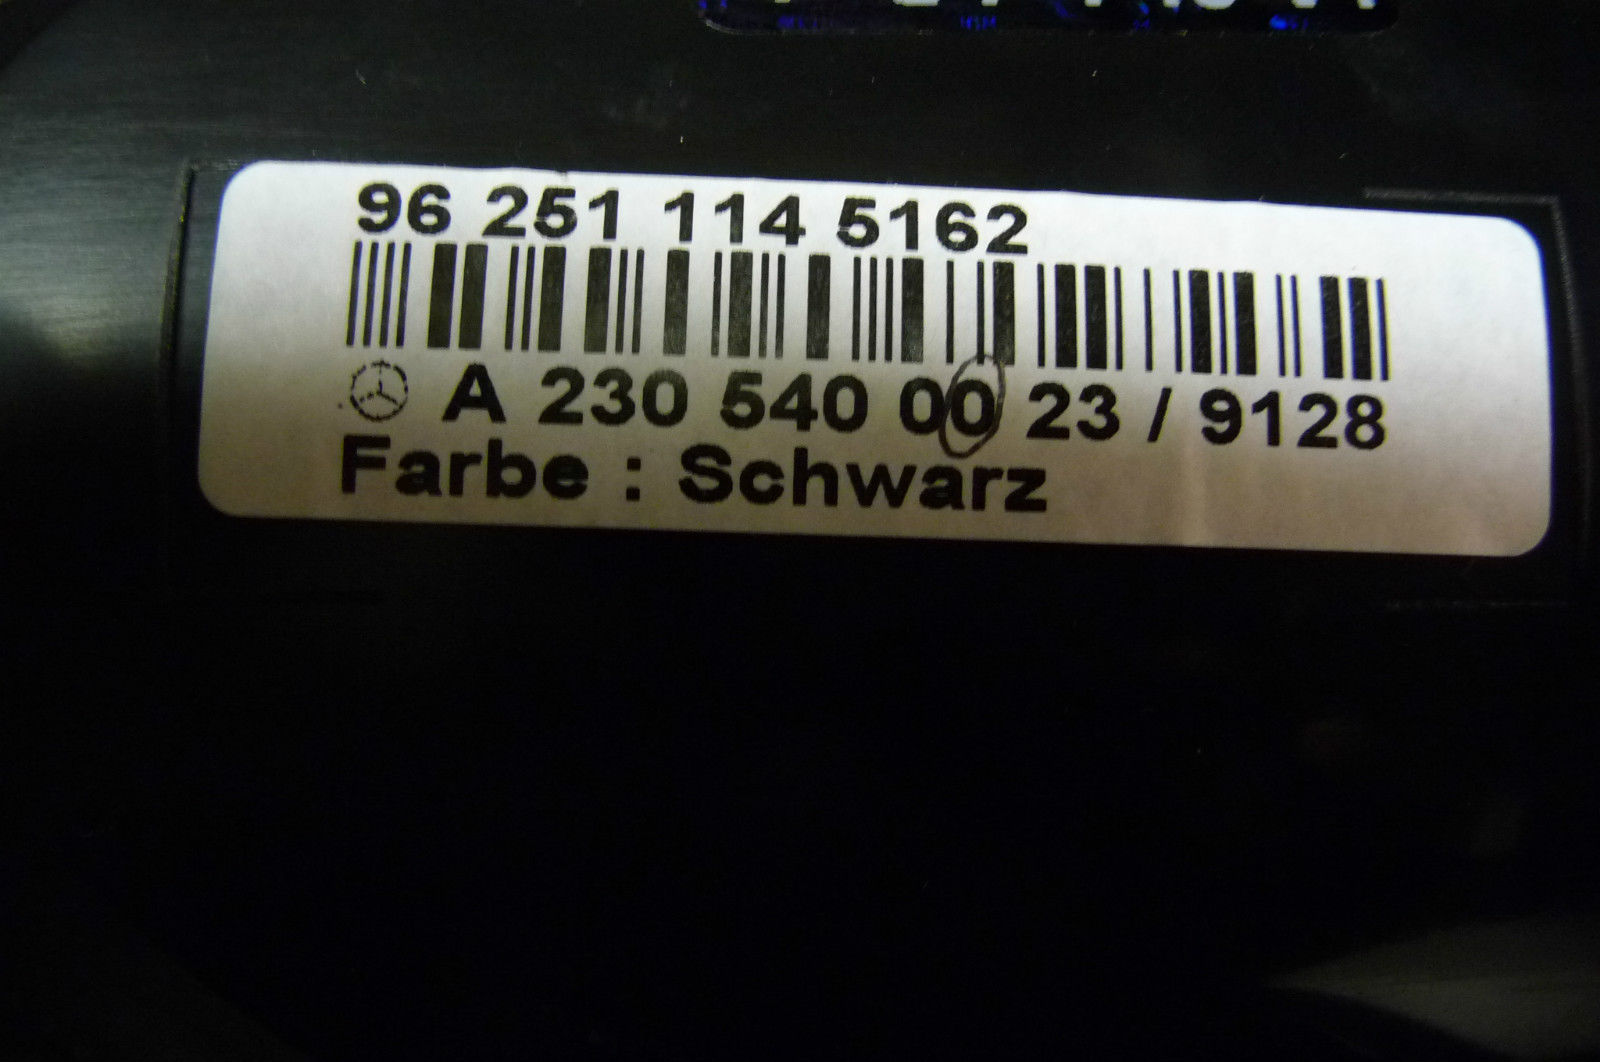 96 251 114 5162
A 230 540 00 23 / 9128
Farbe : Schwarz